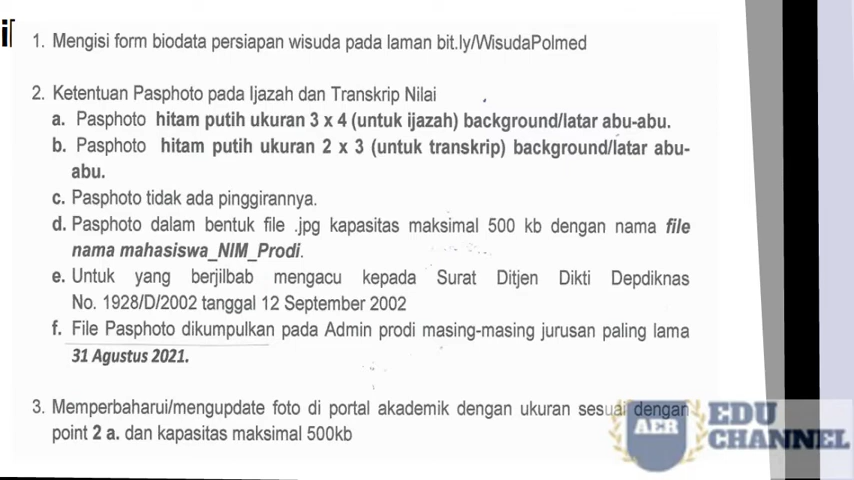 1. Mengisi form biodata persiapan wisuda pada laman bit.ly/WisudaPolmed
2. Ketentuan Pasphoto pada Ijazah dan Transkrip Nilai
a. Pasphoto hitam putih ukuran 3 x 4 (untuk ijazah) background/latar abu-abu.
b. Pasphoto hitam putih ukuran 2 x 3 (untuk transkrip) background/latar abu-
abu.
c. Pasphoto tidak ada pinggirannya.
d. Pasphoto dalam bentuk file .jpg kapasitas maksimal 500 kb dengan nama file
nama mahasiswa_NIM_Prodi.
e. Untuk yang berjilbab mengacu kepada Surat Ditjen Dikti Depdiknas
No. 1928/D/2002 tanggal 12 September 2002
f. File Pasphoto dikumpulkan pada Admin prodi masing-masing jurusan paling lama
31 Agustus 2021.
3. Memperbaharui/mengupdate foto di portal akademik dengan ukuran sesuai dengan
point 2 a. dan kapasitas maksimal 500kb
AER
EDU
CHANNEL